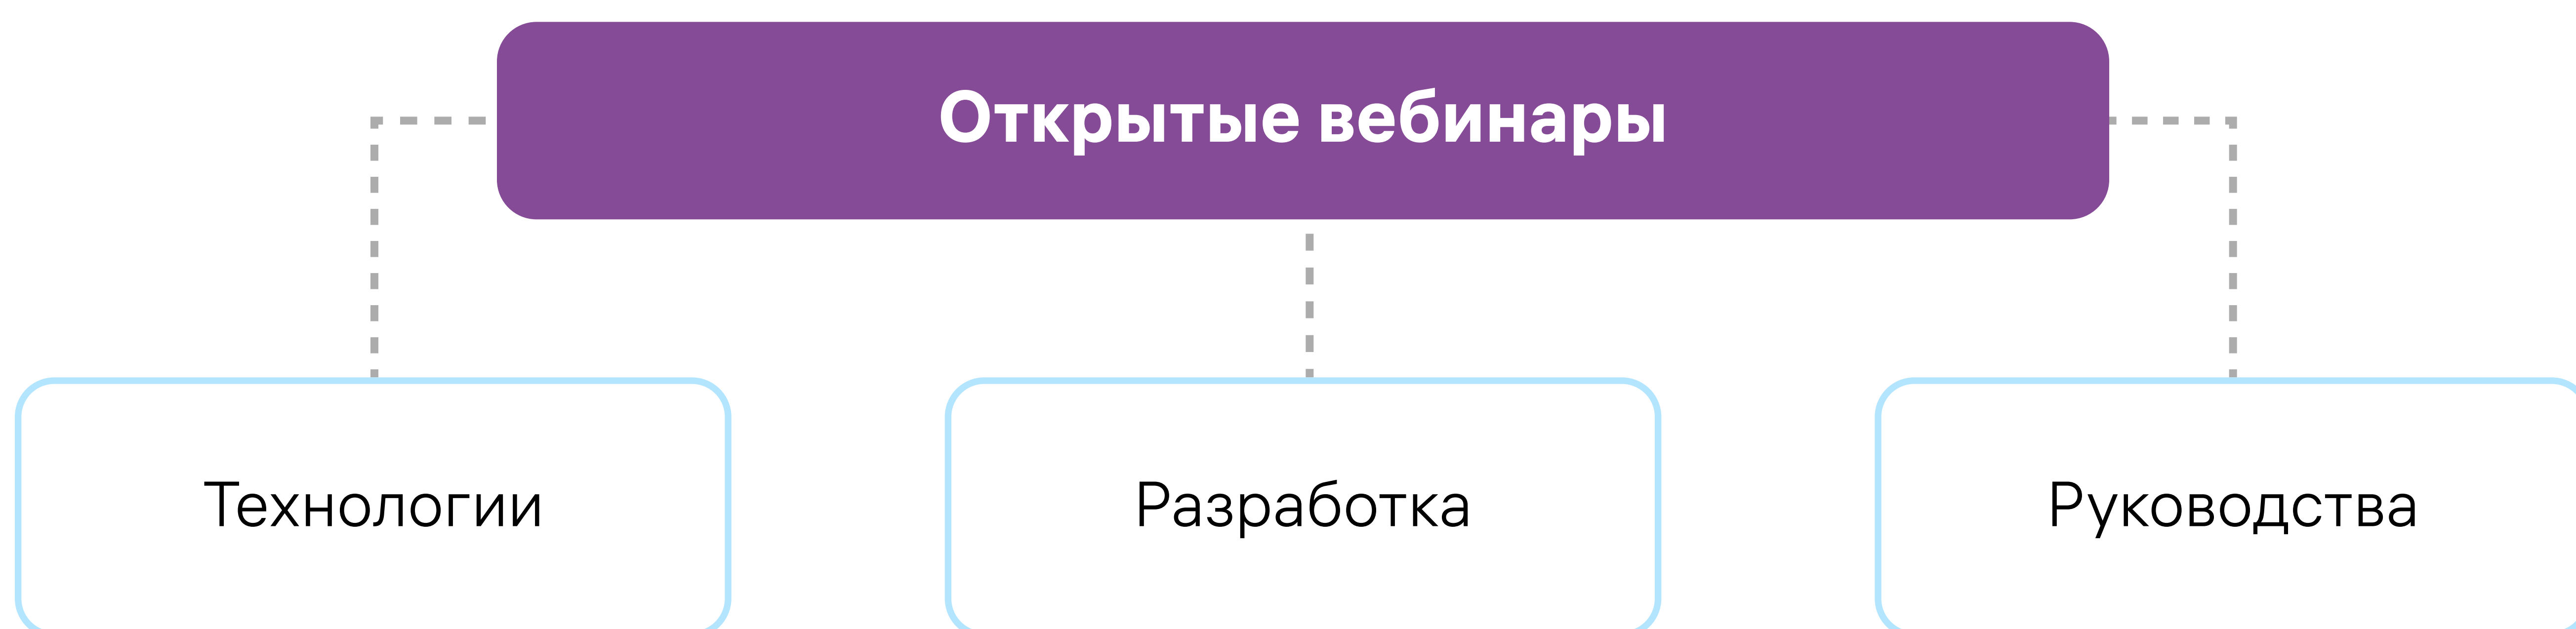 Открытые вебинары
Технологии
Разработка
Руководства